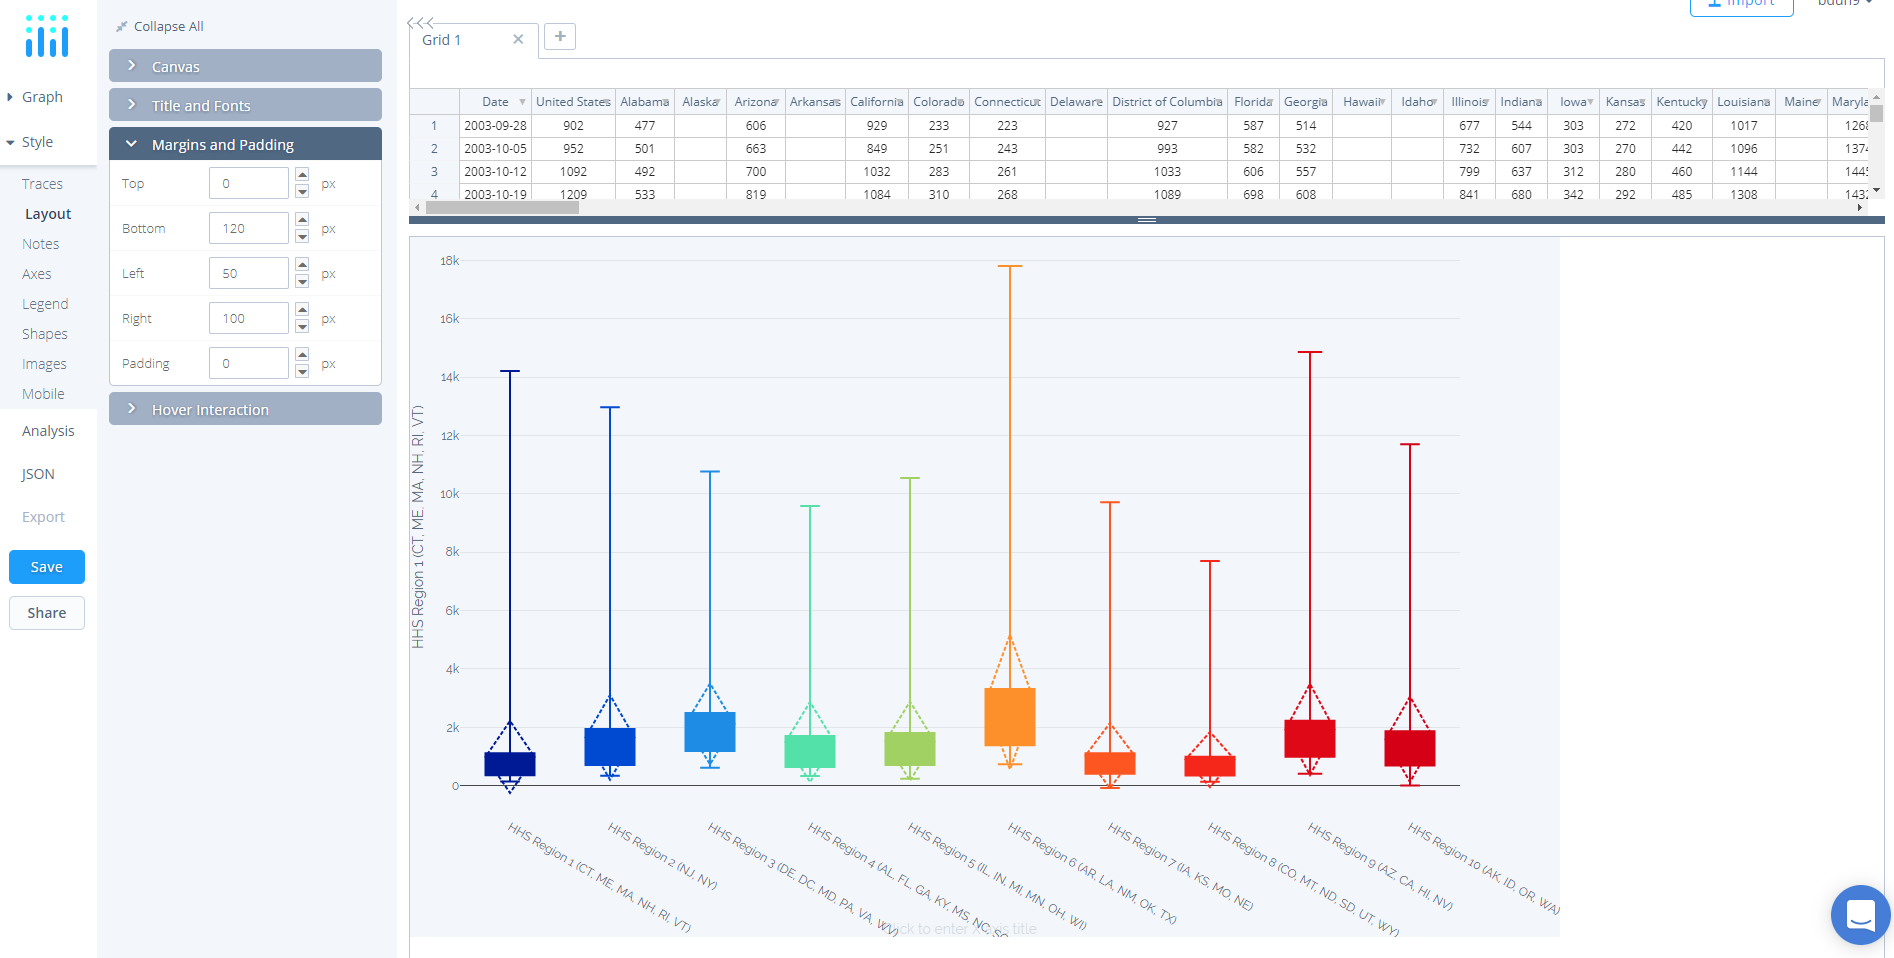 Import
bdun9
Collapse All
Canvas
Title and Fonts
Margins and Padding
Top 0 px
Bottom 120 px
Left 50 px
Right 100 px
Padding 0 px
Hover Interaction
Graph
Style
Traces
Layout
Notes
Axes
Legend
Shapes
Images
Mobile
Analysis
JSON
Export
Save
Share
Grid 1
Date United States Alabama Alaska Arizona Arkansas California Colorado Connecticut Delaware District of Columbia Florida Georgia Hawaii Idaho Illinois Indiana Iowa Kansas Kentucky Louisiana Maine Maryla
1 2003-09-28 902 477 606 929 233 223 927 587 514 677 544 303 272 420 1017 1268
2 2003-10-05 952 501 663 849 251 243 993 582 532 732 607 303 270 442 1096 1374
3 2003-10-12 1092 492 700 1032 283 261 1033 606 557 799 637 312 280 460 1144 1445
4 2003-10-19 1209 533 819 1084 310 268 1089 698 608 841 680 342 292 485 1308 1432
18k
16k
14k
12k
10k
8k
6k
4k
2k
0
HHS Region 1 (CT, ME, MA, NH, RI, VT)
HHS Region 1 (CT, ME, MA, NH, RI, VT)
HHS Region 2 (NJ, NY)
HHS Region 3 (DE, DC, MD, PA, VA, WV)
HHS Region 4 (AL, FL, GA, KY, MS, NC, SC
HHS Region 5 (IL, IN, MI, MN, OH, WI)
HHS Region 6 (AR, LA, NM, OK, TX)
HHS Region 7 (IA, KS, MO, NE)
HHS Region 8 (CO, MT, ND, SD, UT, WY)
HHS Region 9 (AZ, CA, HI, NV)
HHS Region 10 (AK, ID, OR, WA)
Click to enter X axis title